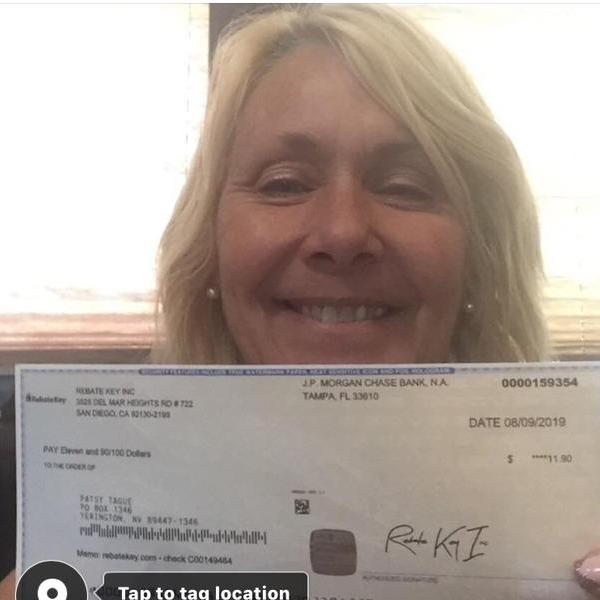 SECURITY FEATURES INCLUDE TRUE WATERMARK PAPER, HEAT SENSITIVE ICON AND FOIL HOLOGRAM
RebateKey
REBATE KEY INC
3525 DEL MAR HEIGHTS RD # 722
SAN DIEGO, CA 92130-2199
J.P. MORGAN CHASE BANK, N.A.
TAMPA, FL 33610
0000159354
DATE 08/09/2019
PAY Eleven and 90/100 Dollars
$ ****11.90
TO THE ORDER OF
PATSY TAGUE
PO BOX 1346
YERINGTON, NV 89447-1346
Rebate Key Inc
Memo: rebatekey.com - check C00149464
AUTHORIZED SIGNATURE
Tap to tag location